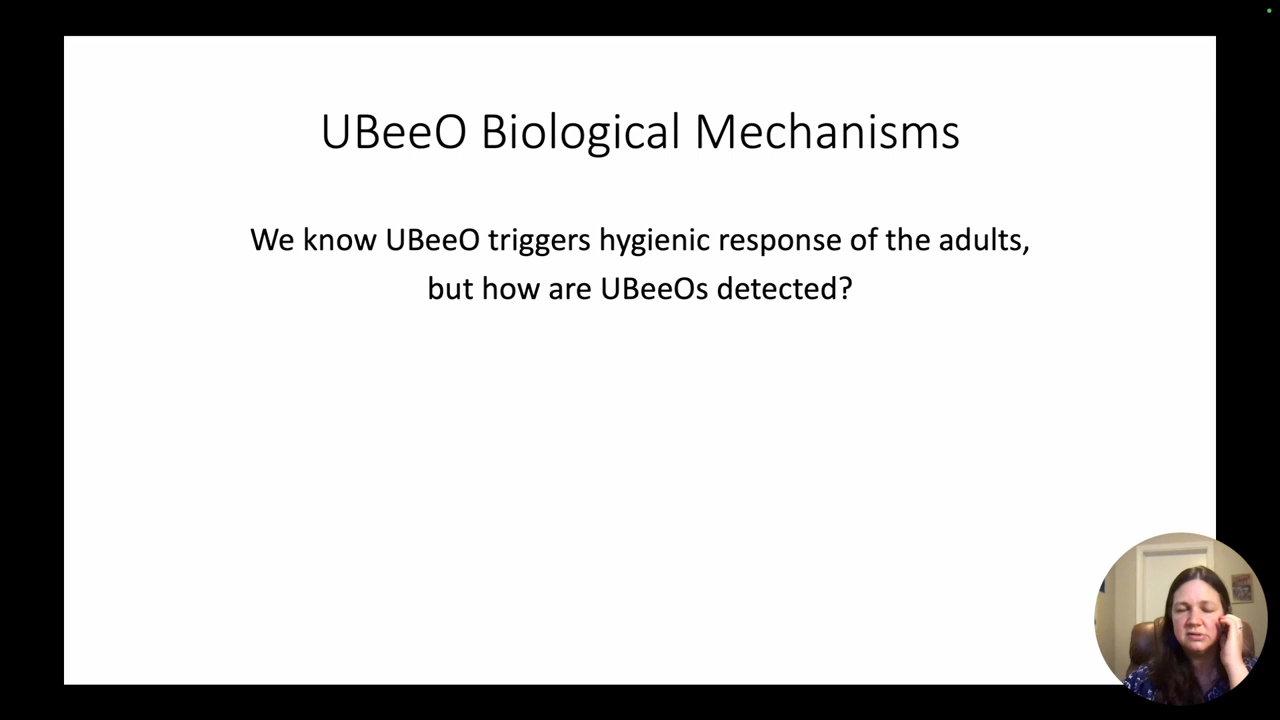 UBeeO Biological Mechanisms
We know UBeeO triggers hygienic response of the adults,
but how are UBeeOs detected?